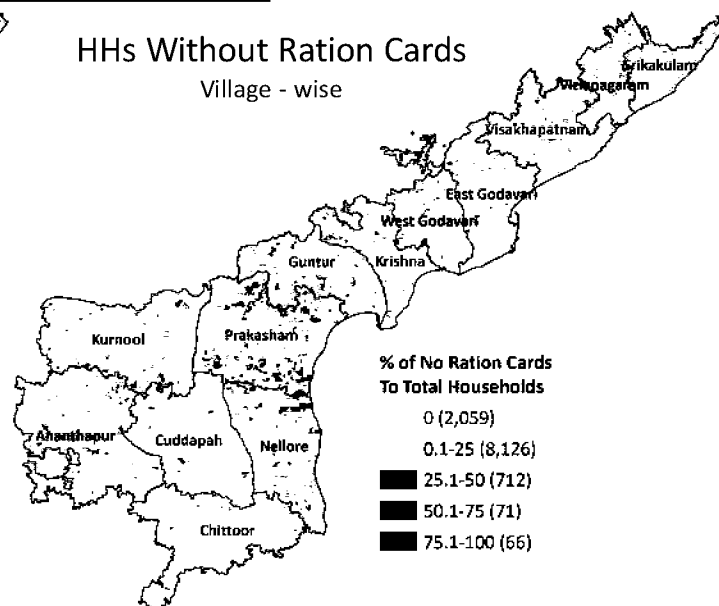 HHs Without Ration Cards
Village - wise
Srikakulam
Vizianagaram
Visakhapatnam
East Godavari
West Godavari
Krishna
Guntur
Prakasham
Kurnool
Ananthapur
Cuddapah
Nellore
Chittoor
% of No Ration Cards
To Total Households
0 (2,059)
0.1-25 (8,126)
25.1-50 (712)
50.1-75 (71)
75.1-100 (66)